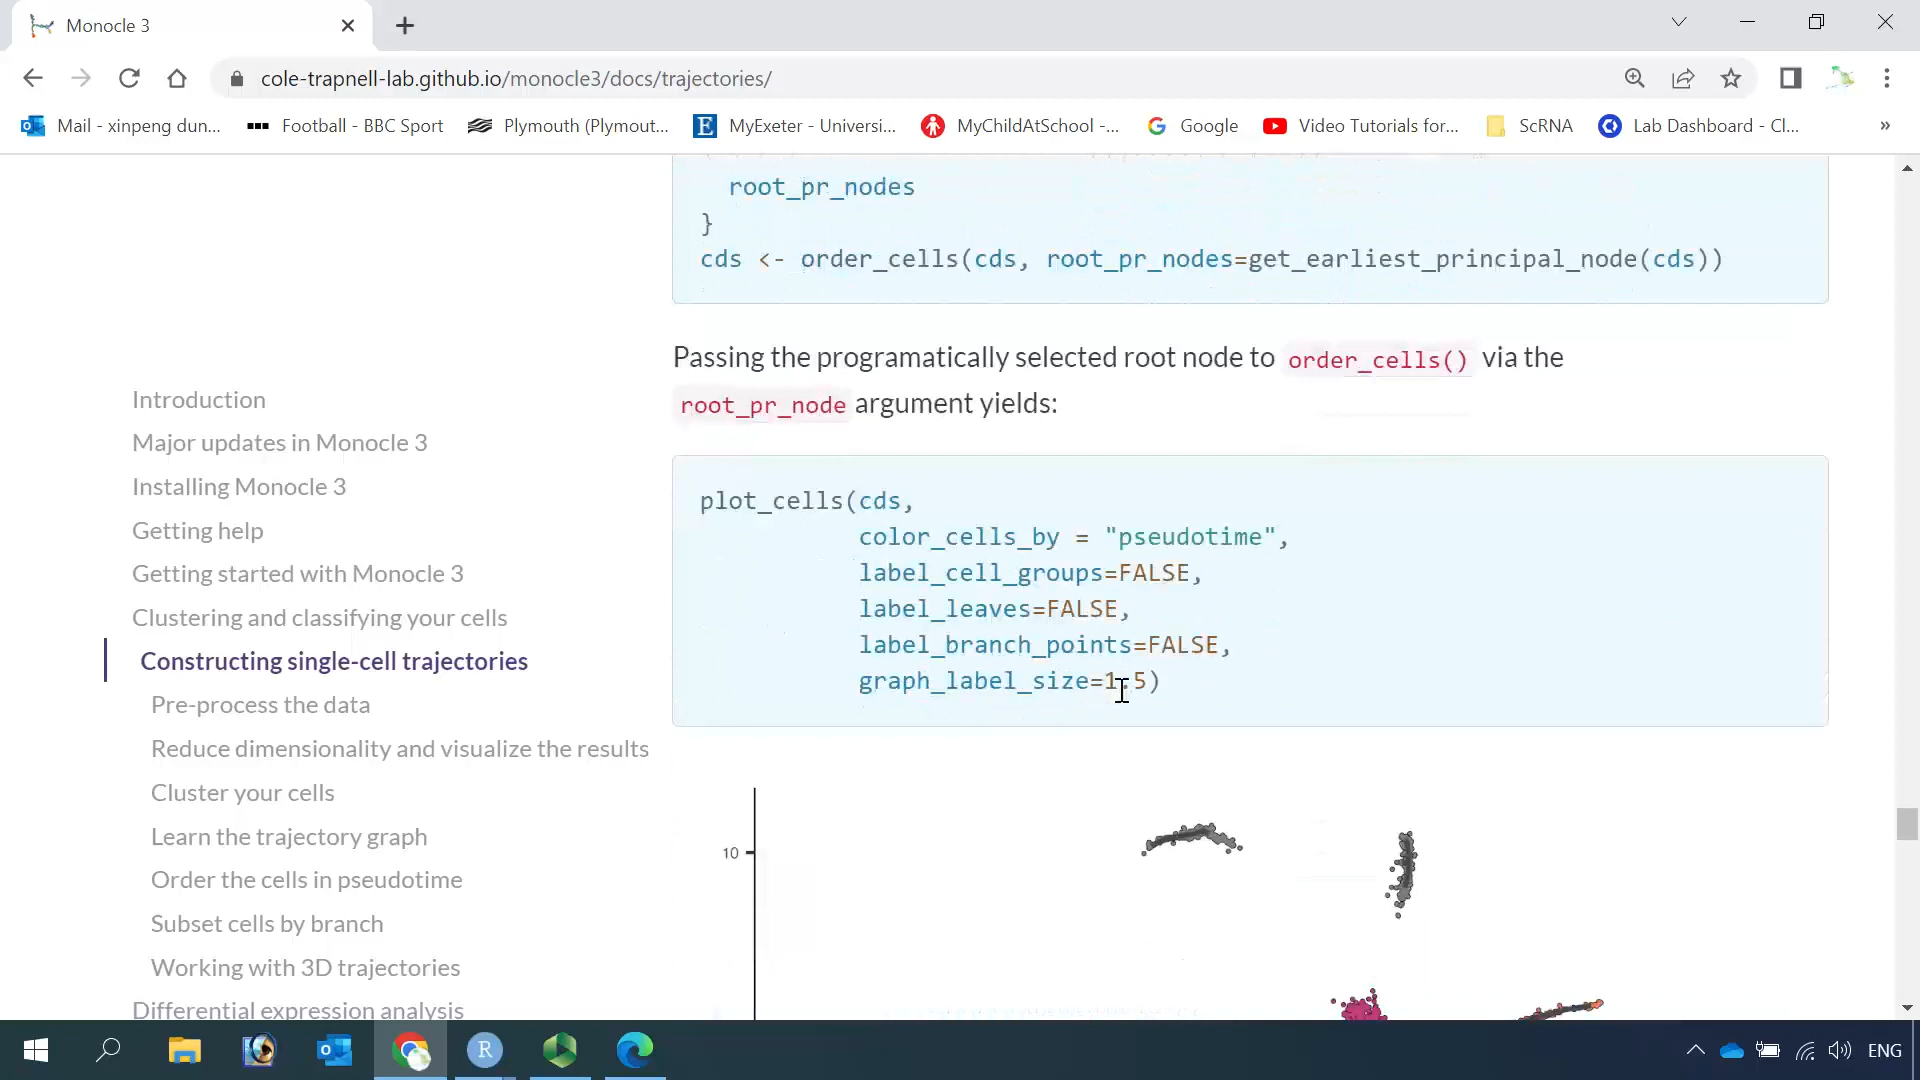 Monocle 3
cole-trapnell-lab.github.io/monocle3/docs/trajectories/
Mail - xinpeng dun... Football - BBC Sport Plymouth (Plymout... MyExeter - Universi... MyChildAtSchool -... Google Video Tutorials for... ScRNA Lab Dashboard - Cl... »
root_pr_nodes
}
cds <- order_cells(cds, root_pr_nodes=get_earliest_principal_node(cds))
Passing the programatically selected root node to order_cells() via the
root_pr_node argument yields:
plot_cells(cds,
color_cells_by = "pseudotime",
label_cell_groups=FALSE,
label_leaves=FALSE,
label_branch_points=FALSE,
graph_label_size=1.5)
10
Introduction
Major updates in Monocle 3
Installing Monocle 3
Getting help
Getting started with Monocle 3
Clustering and classifying your cells
Constructing single-cell trajectories
Pre-process the data
Reduce dimensionality and visualize the results
Cluster your cells
Learn the trajectory graph
Order the cells in pseudotime
Subset cells by branch
Working with 3D trajectories
Differential expression analysis
ENG